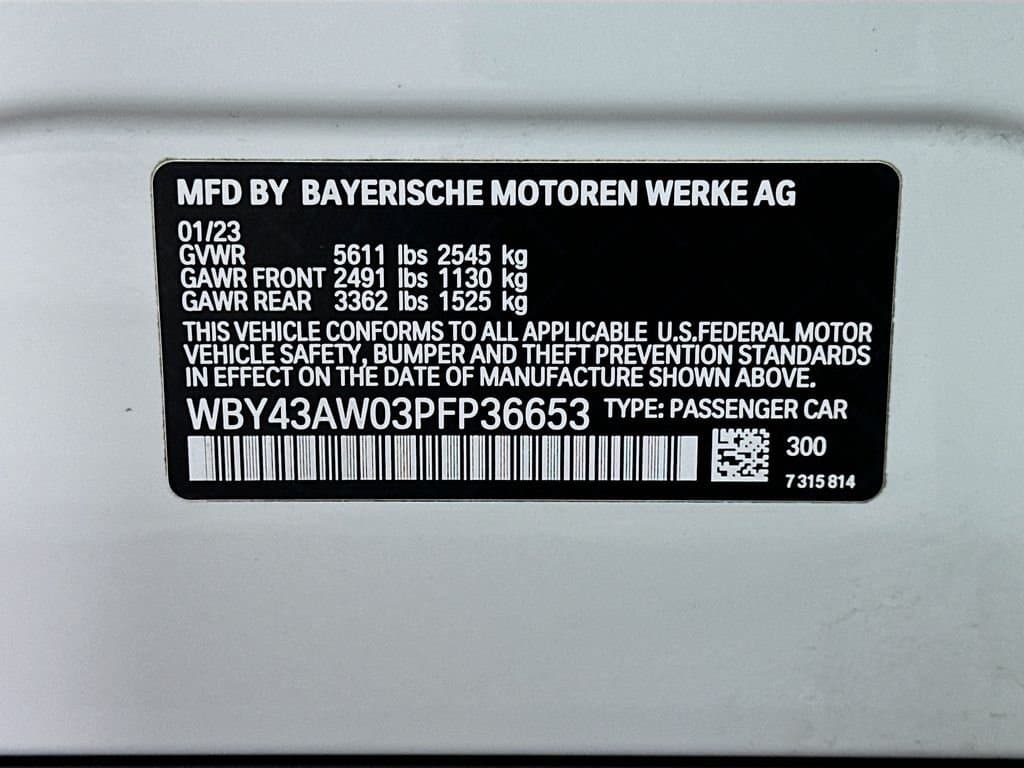 MFD BY BAYERISCHE MOTOREN WERKE AG
01/23
GVWR 5611 lbs 2545 kg
GAWR FRONT 2491 lbs 1130 kg
GAWR REAR 3362 lbs 1525 kg
THIS VEHICLE CONFORMS TO ALL APPLICABLE U.S.FEDERAL MOTOR
VEHICLE SAFETY, BUMPER AND THEFT PREVENTION STANDARDS
IN EFFECT ON THE DATE OF MANUFACTURE SHOWN ABOVE.
WBY43AW03PFP36653 TYPE: PASSENGER CAR
300
7 315 814